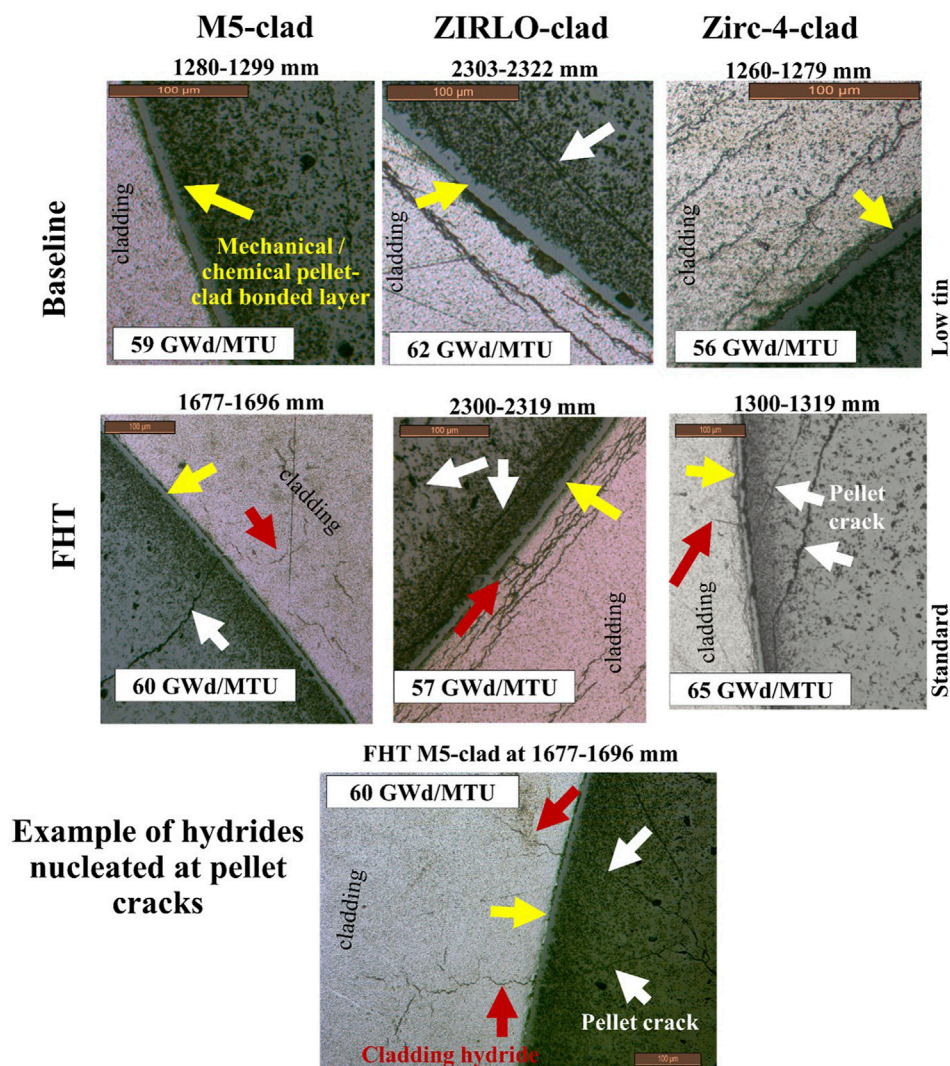 M5-clad
ZIRLO-clad
Zirc-4-clad
1280-1299 mm
2303-2322 mm
1260-1279 mm
100 µm
100 µm
100 µm
Baseline
cladding
Mechanical /
chemical pellet-
clad bonded layer
59 GWd/MTU
cladding
62 GWd/MTU
cladding
56 GWd/MTU
Low tin
1677-1696 mm
2300-2319 mm
1300-1319 mm
100 µm
100 µm
100 µm
FHT
cladding
60 GWd/MTU
cladding
57 GWd/MTU
Pellet
crack
cladding
65 GWd/MTU
Standard
FHT M5-clad at 1677-1696 mm
60 GWd/MTU
Example of hydrides
nucleated at pellet
cracks
cladding
Pellet crack
Cladding hydride
100 µm